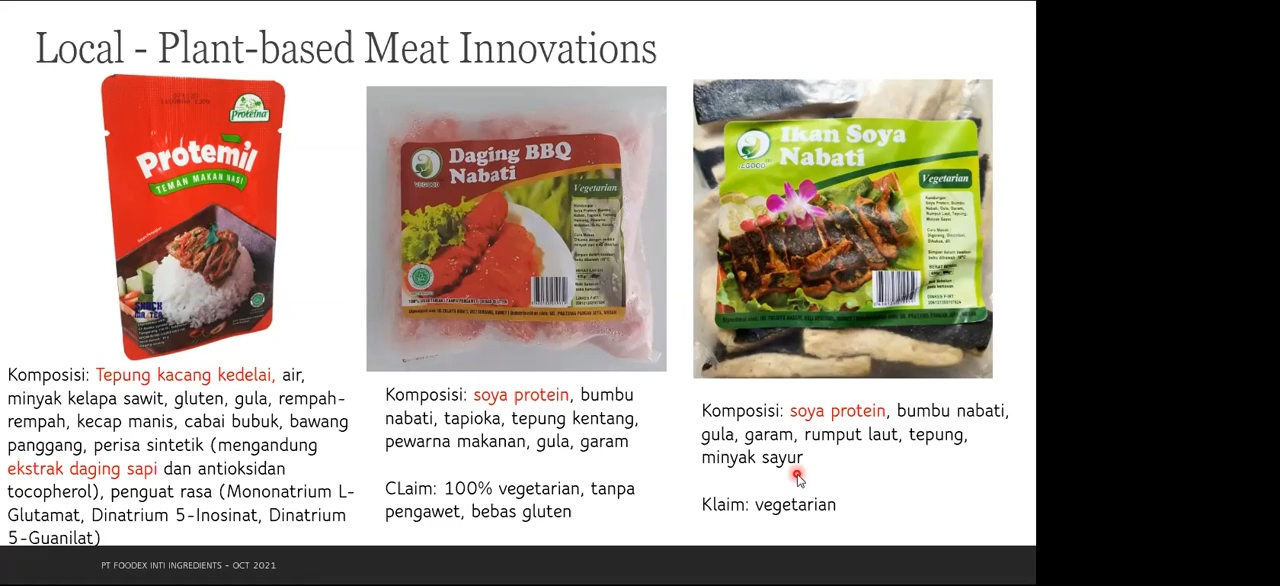 Local - Plant-based Meat Innovations
Proteina
Protemil
TEMAN MAKAN NASI
VEGOOD
Daging BBQ
Nabati
Vegetarian
VEGOOD
Ikan Soya
Nabati
Vegetarian
Komposisi: Tepung kacang kedelai, air,
minyak kelapa sawit, gluten, gula, rempah-
rempah, kecap manis, cabai bubuk, bawang
panggang, perisa sintetik (mengandung
ekstrak daging sapi dan antioksidan
tocopherol), penguat rasa (Mononatrium L-
Glutamat, Dinatrium 5-Inosinat, Dinatrium
5-Guanilat)
Komposisi: soya protein, bumbu
nabati, tapioka, tepung kentang,
pewarna makanan, gula, garam
CLaim: 100% vegetarian, tanpa
pengawet, bebas gluten
Komposisi: soya protein, bumbu nabati,
gula, garam, rumput laut, tepung,
minyak sayur
Klaim: vegetarian
PT FOODEX INTI INGREDIENTS – OCT 2021